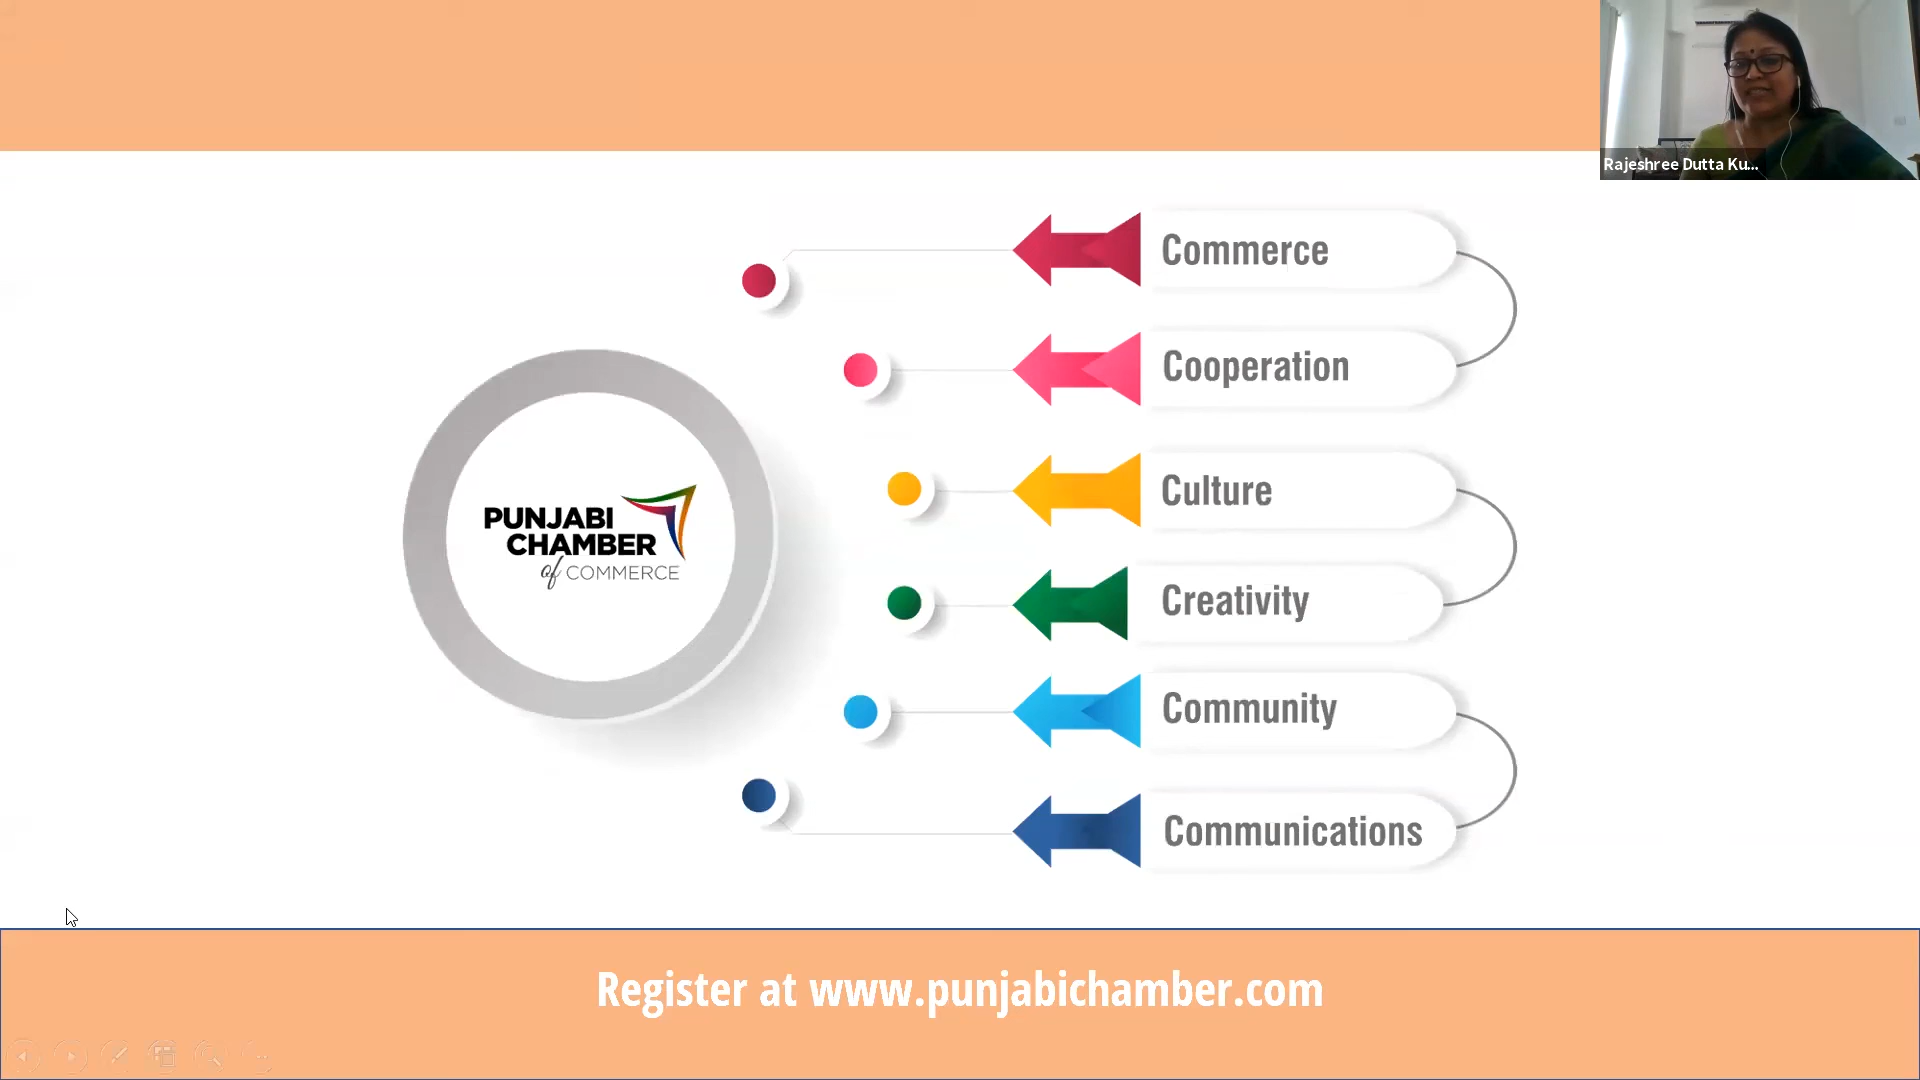 Rajeshree Dutta Ku...
Commerce
Cooperation
Culture
Creativity
Community
Communications
PUNJABI
CHAMBER
of COMMERCE
Register at www.punjabichamber.com